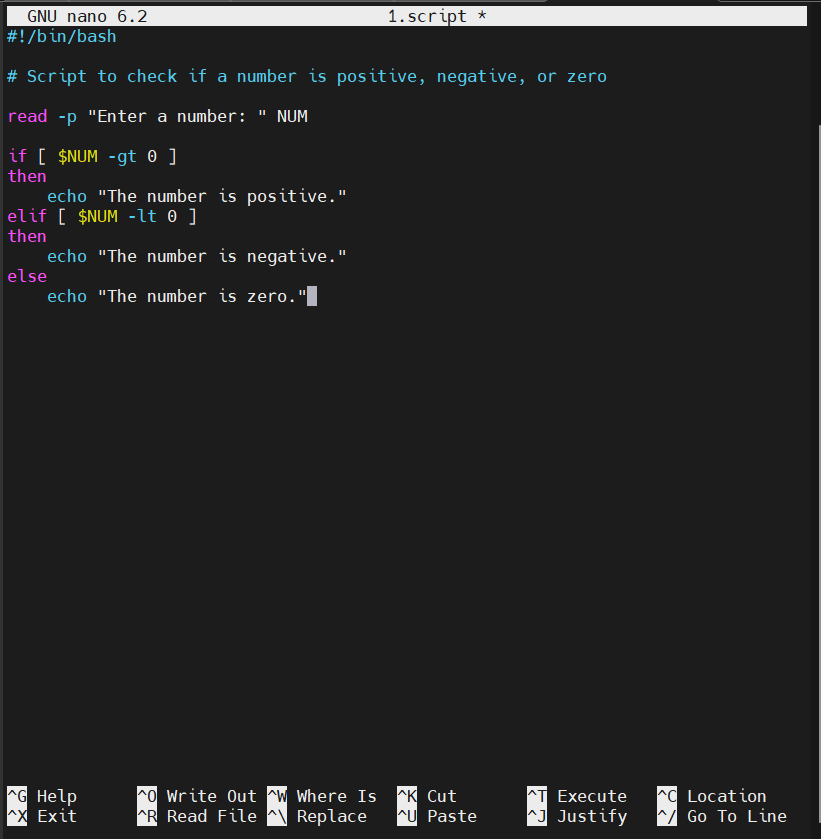 GNU nano 6.2 1.script *
#!/bin/bash

# Script to check if a number is positive, negative, or zero

read -p "Enter a number: " NUM

if [ $NUM -gt 0 ]
then
    echo "The number is positive."
elif [ $NUM -lt 0 ]
then
    echo "The number is negative."
else
    echo "The number is zero."

^G Help ^O Write Out ^W Where Is ^K Cut ^T Execute ^C Location
^X Exit ^R Read File ^\ Replace ^U Paste ^J Justify ^/ Go To Line